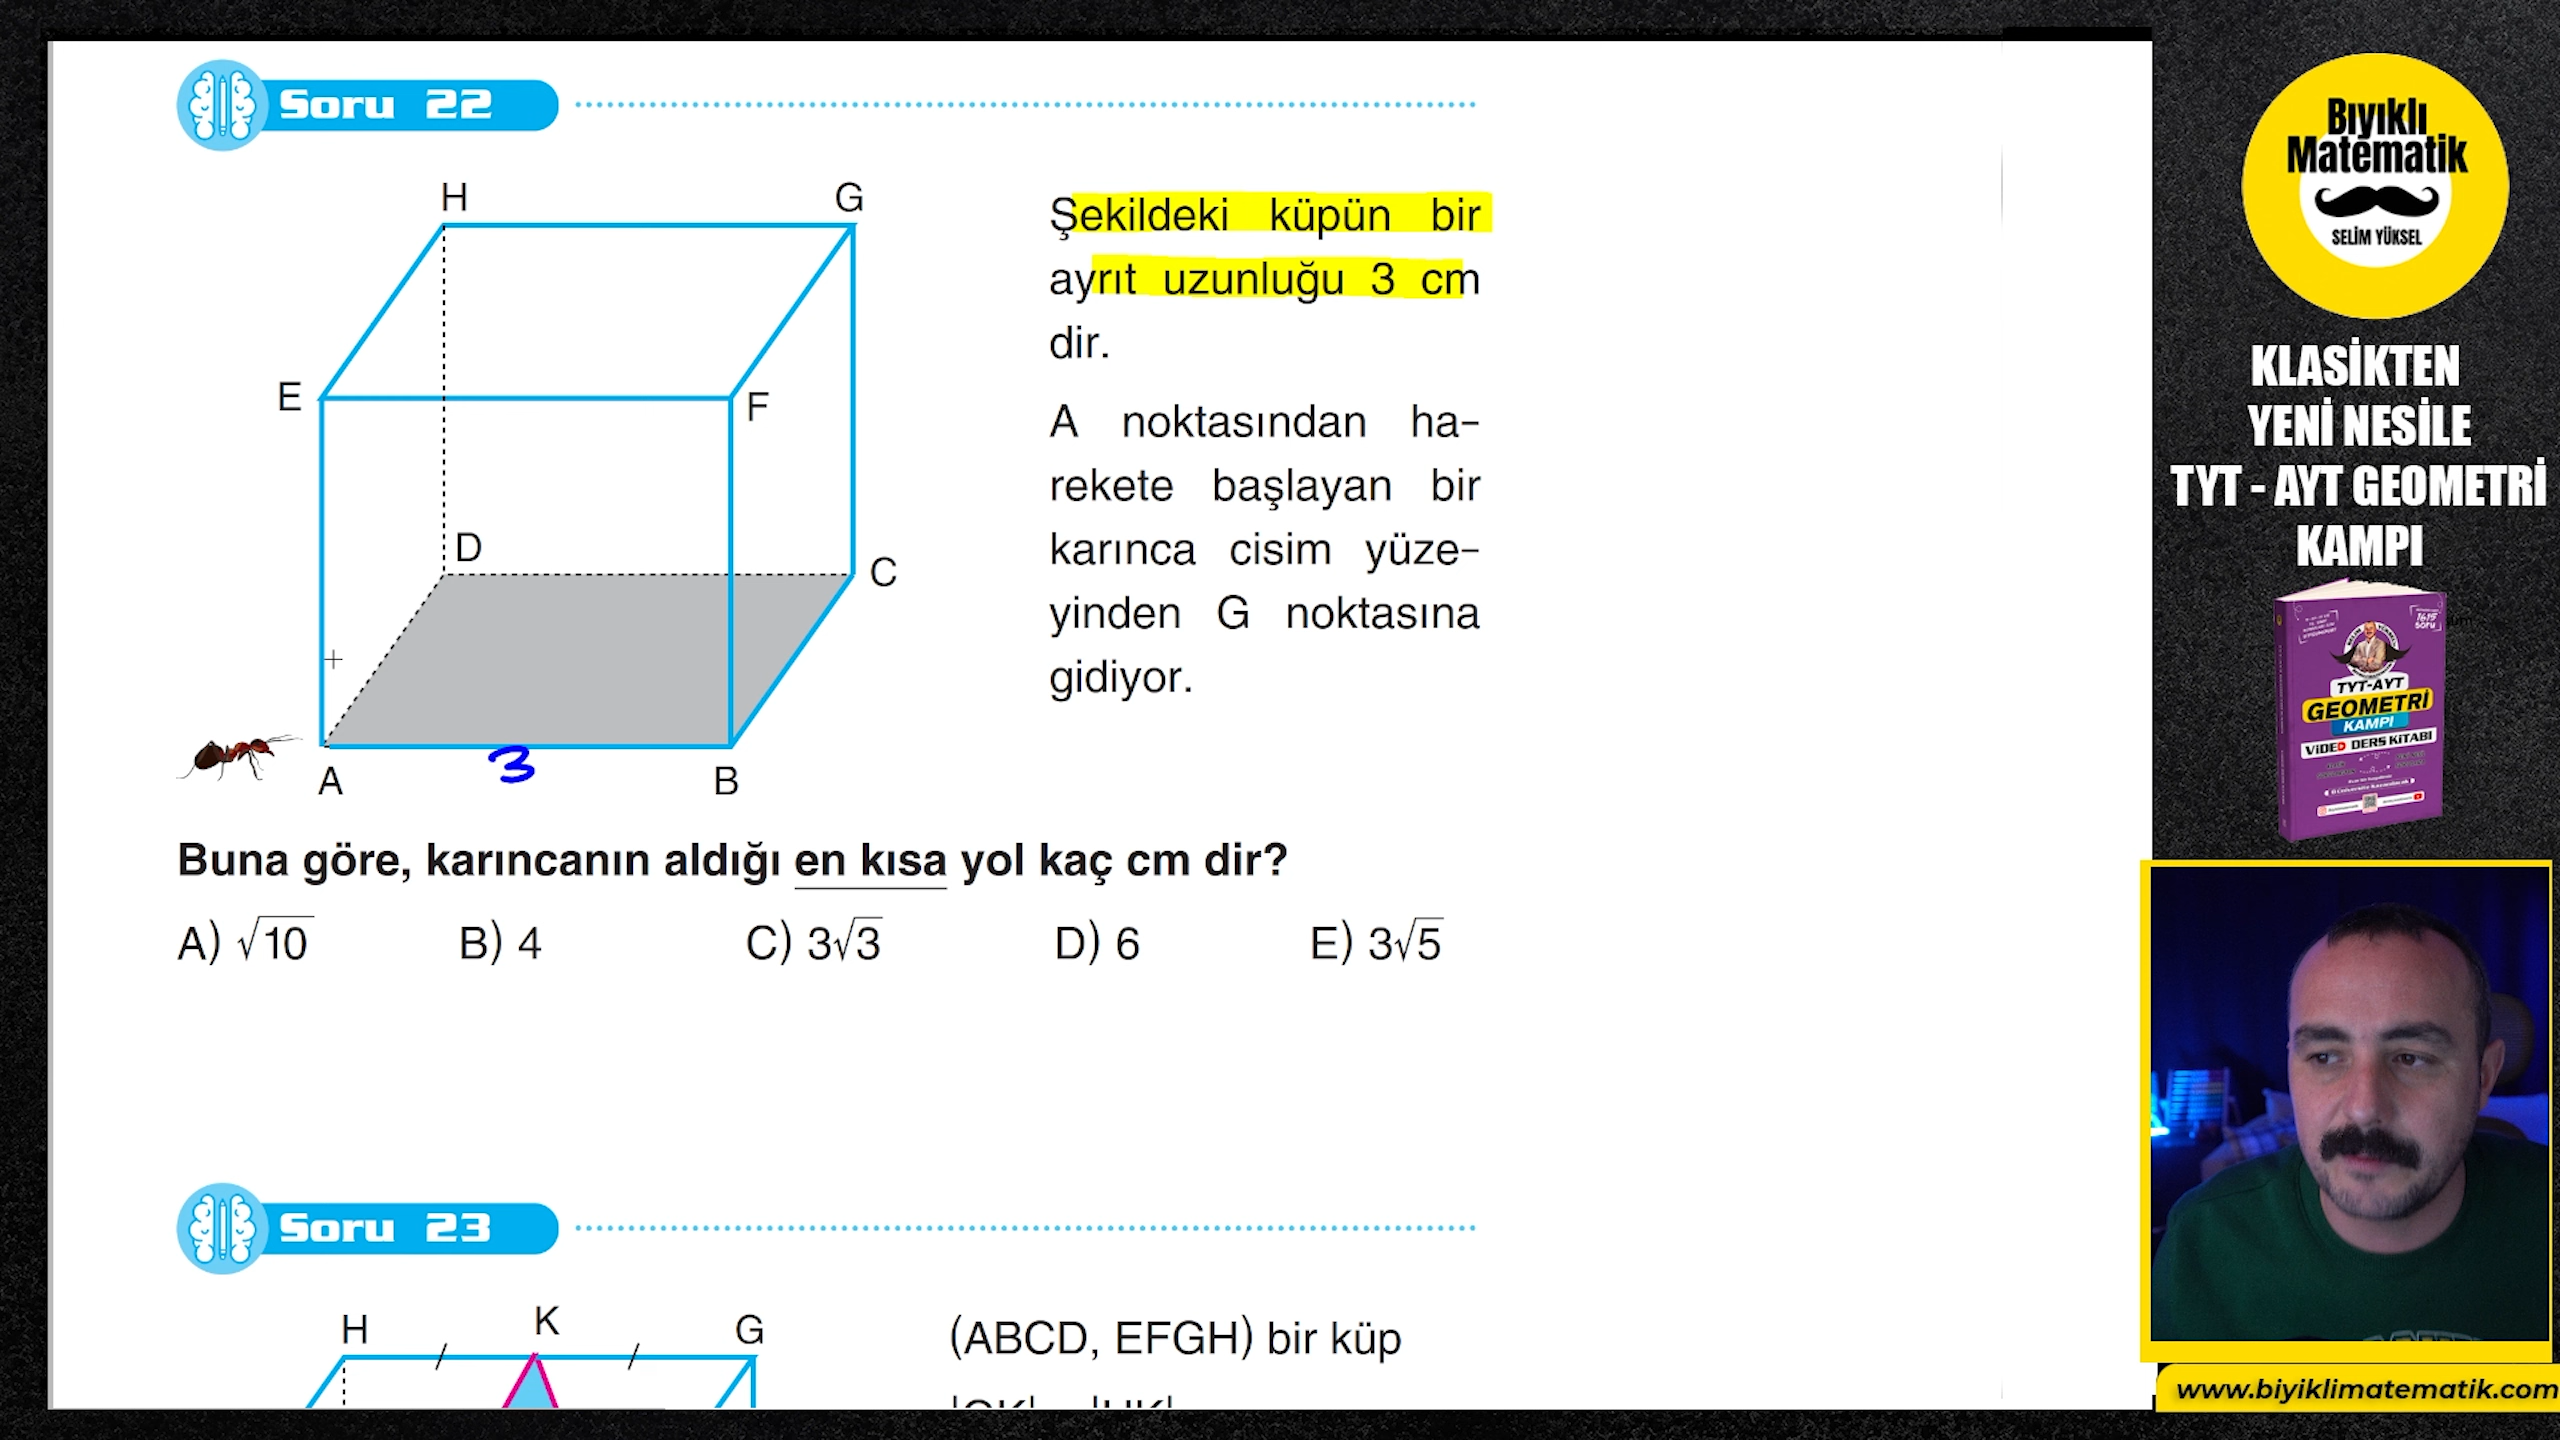 Soru 22
H
G
E
F
D
C
A
3
B
Şekildeki küpün bir
ayrıt uzunluğu 3 cm
dir.
A noktasından ha-
rekete başlayan bir
karınca cisim yüze-
yinden G noktasına
gidiyor.
Buna göre, karıncanın aldığı en kısa yol kaç cm dir?
A) √10 B) 4 C) 3√3 D) 6 E) 3√5
Soru 23
H
K
G
(ABCD, EFGH) bir küp
Bıyıklı
Matematik
SELİM YÜKSEL
KLASİKTEN
YENİ NESİLE
TYT - AYT GEOMETRİ
KAMPI
1615
soru
TYT-AYT
GEOMETRİ
KAMPI
VİDEO DERS KİTABI
www.biyiklimatematik.com